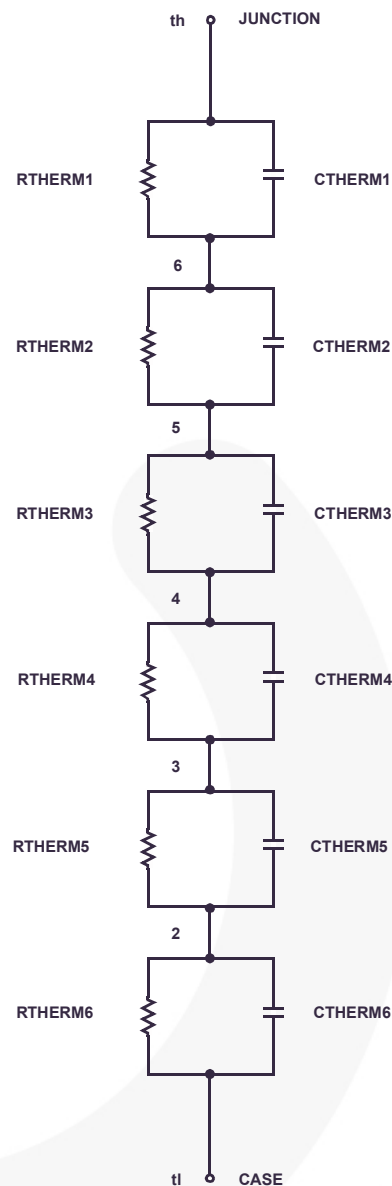 th JUNCTION
RTHERM1 CTHERM1
6
RTHERM2 CTHERM2
5
RTHERM3 CTHERM3
4
RTHERM4 CTHERM4
3
RTHERM5 CTHERM5
2
RTHERM6 CTHERM6
tl CASE